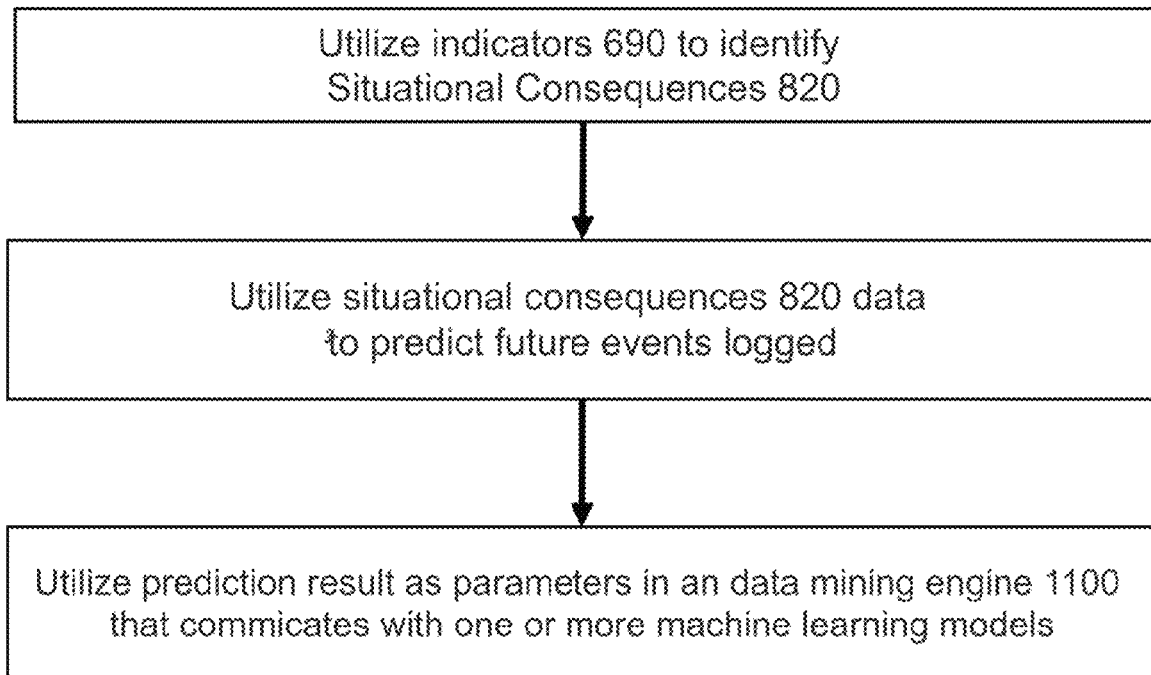 Utilize indicators 690 to identify
Situational Consequences 820
Utilize situational consequences 820 data
to predict future events logged
Utilize prediction result as parameters in an data mining engine 1100
that commicates with one or more machine learning models